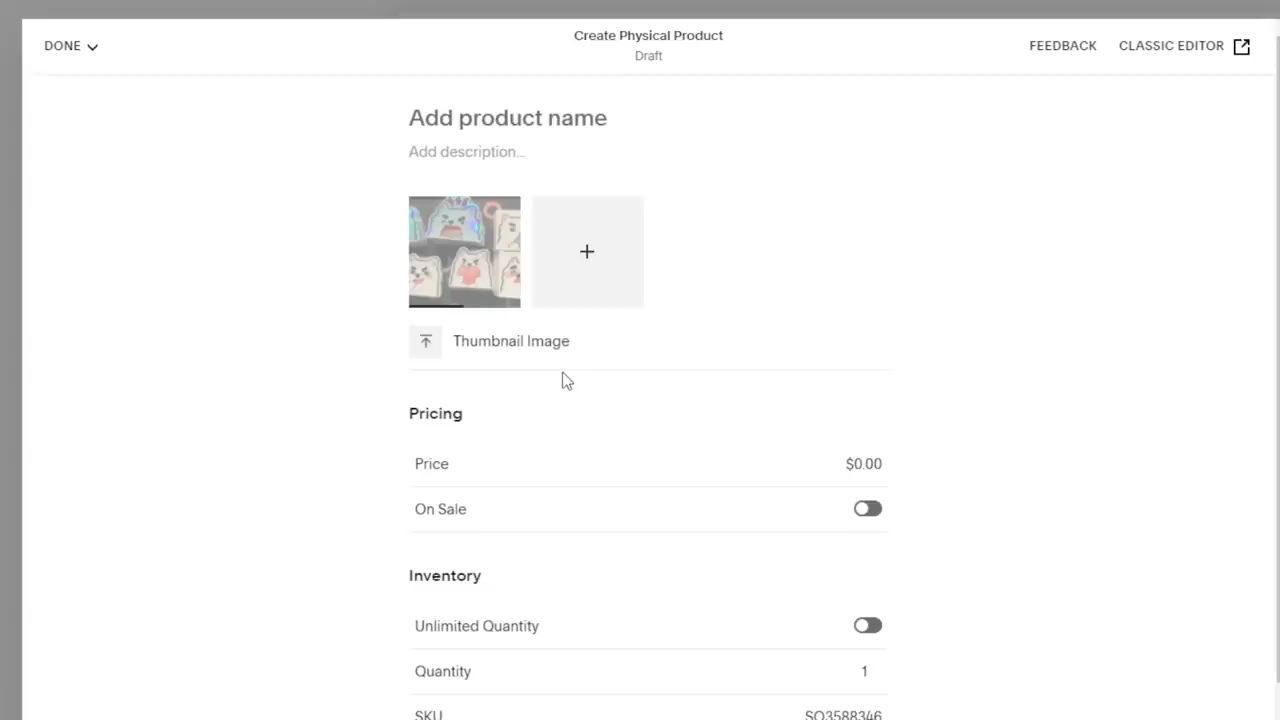 DONE
Create Physical Product
Draft
FEEDBACK
CLASSIC EDITOR
Add product name
Add description...
Thumbnail Image
Pricing
Price
$0.00
On Sale
Inventory
Unlimited Quantity
Quantity
1
SKU
SQ3588346